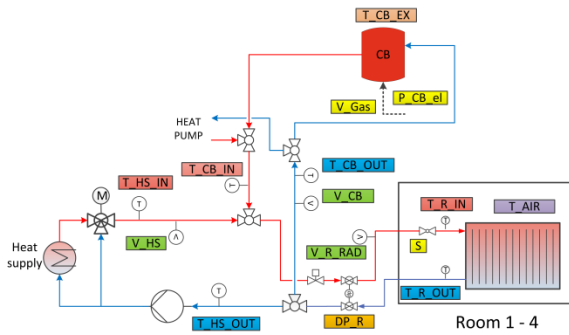 T_CB_EX
CB
P_CB_el
V_Gas
HEAT
PUMP
T_CB_IN
T_CB_OUT
T_HS_IN
M
T
T
T
V_CB
V
T_R_IN
T_AIR
T
V_HS
V
V_R_RAD
V
S
Heat
supply
T_R_OUT
T
T_HS_OUT
T
DP_R
Room 1 - 4